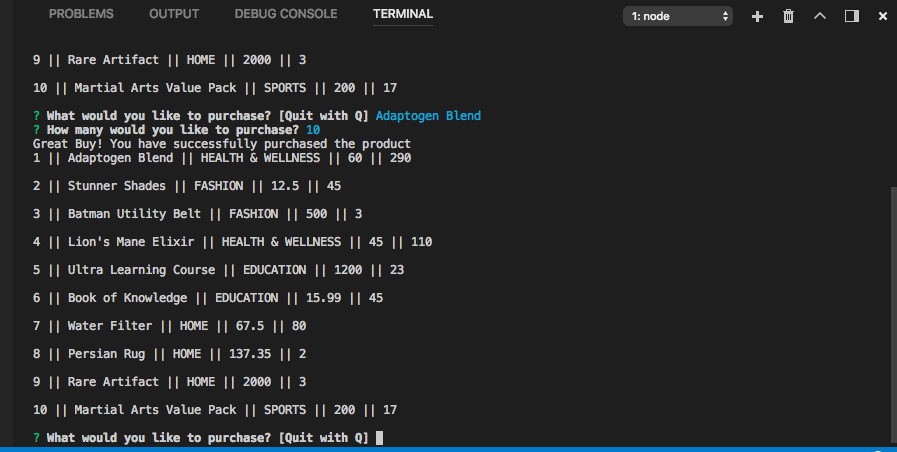 PROBLEMS OUTPUT DEBUG CONSOLE TERMINAL 1: node
9 || Rare Artifact || HOME || 2000 || 3
10 || Martial Arts Value Pack || SPORTS || 200 || 17
? What would you like to purchase? [Quit with Q] Adaptogen Blend
? How many would you like to purchase? 10
Great Buy! You have successfully purchased the product
1 || Adaptogen Blend || HEALTH & WELLNESS || 60 || 290
2 || Stunner Shades || FASHION || 12.5 || 45
3 || Batman Utility Belt || FASHION || 500 || 3
4 || Lion's Mane Elixir || HEALTH & WELLNESS || 45 || 110
5 || Ultra Learning Course || EDUCATION || 1200 || 23
6 || Book of Knowledge || EDUCATION || 15.99 || 45
7 || Water Filter || HOME || 67.5 || 80
8 || Persian Rug || HOME || 137.35 || 2
9 || Rare Artifact || HOME || 2000 || 3
10 || Martial Arts Value Pack || SPORTS || 200 || 17
? What would you like to purchase? [Quit with Q]